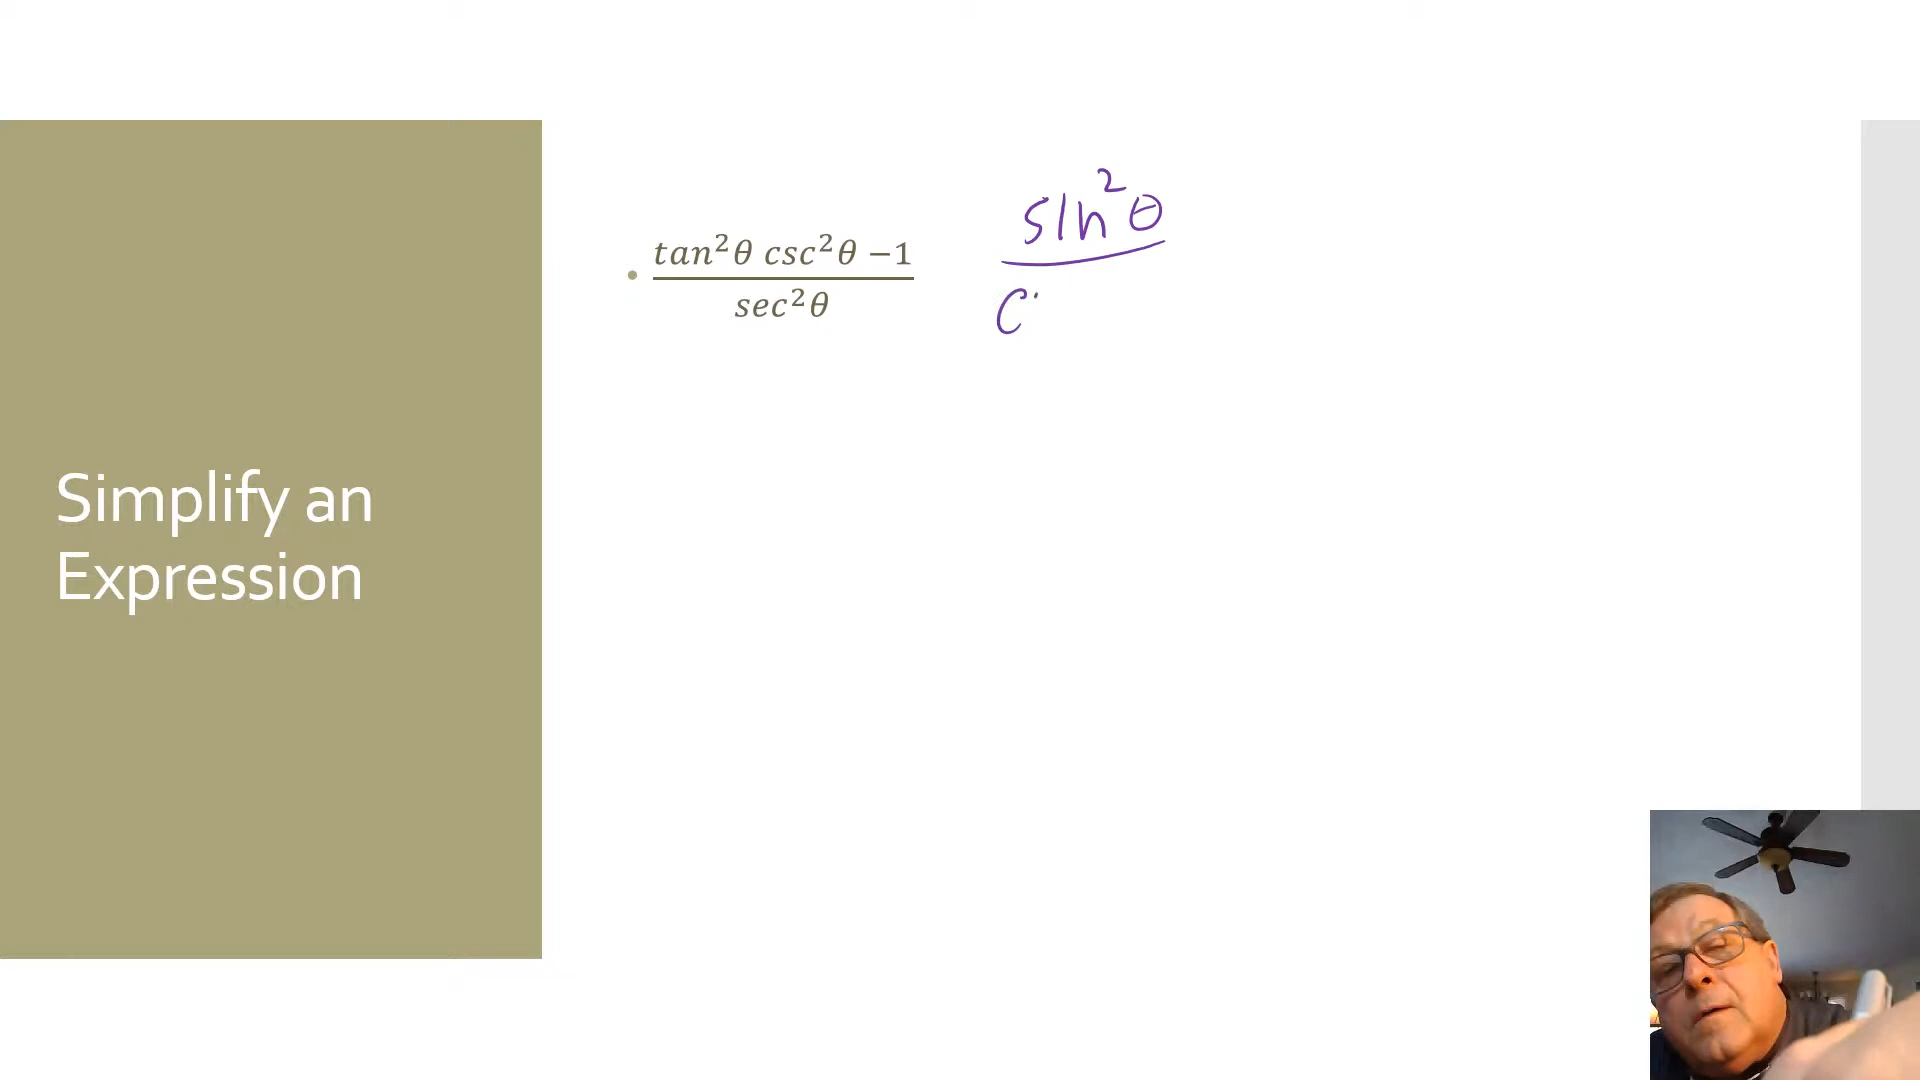 Simplify an
Expression
• tan²θ csc²θ −1
sec²θ
sin²θ
C